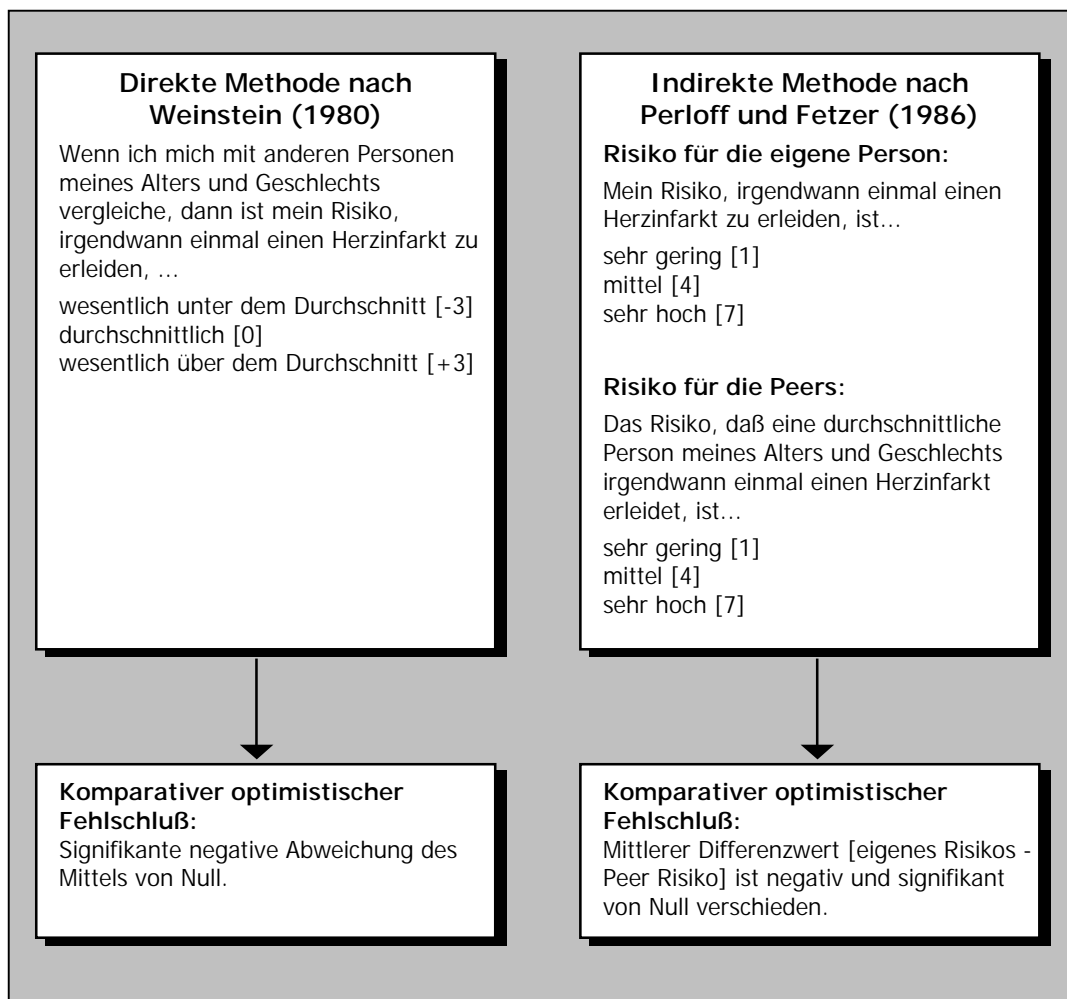 Direkte Methode nach
Weinstein (1980)
Wenn ich mich mit anderen Personen
meines Alters und Geschlechts
vergleiche, dann ist mein Risiko,
irgendwann einmal einen Herzinfarkt zu
erleiden, …
wesentlich unter dem Durchschnitt [-3]
durchschnittlich [0]
wesentlich über dem Durchschnitt [+3]
Indirekte Methode nach
Perloff und Fetzer (1986)
Risiko für die eigene Person:
Mein Risiko, irgendwann einmal einen
Herzinfarkt zu erleiden, ist…
sehr gering [1]
mittel [4]
sehr hoch [7]
Risiko für die Peers:
Das Risiko, daß eine durchschnittliche
Person meines Alters und Geschlechts
irgendwann einmal einen Herzinfarkt
erleidet, ist…
sehr gering [1]
mittel [4]
sehr hoch [7]
Komparativer optimistischer
Fehlschluß:
Signifikante negative Abweichung des
Mittels von Null.
Komparativer optimistischer
Fehlschluß:
Mittlerer Differenzwert [eigenes Risikos -
Peer Risiko] ist negativ und signifikant
von Null verschieden.